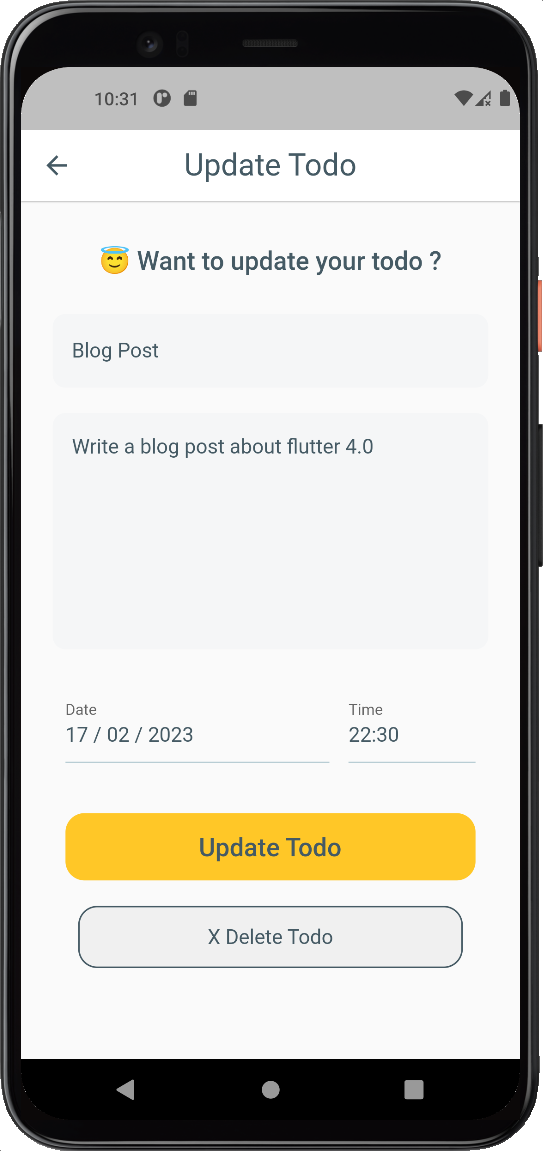 10:31
Update Todo
😇 Want to update your todo ?
Blog Post
Write a blog post about flutter 4.0
Date
Time
17 / 02 / 2023
22:30
Update Todo
X Delete Todo